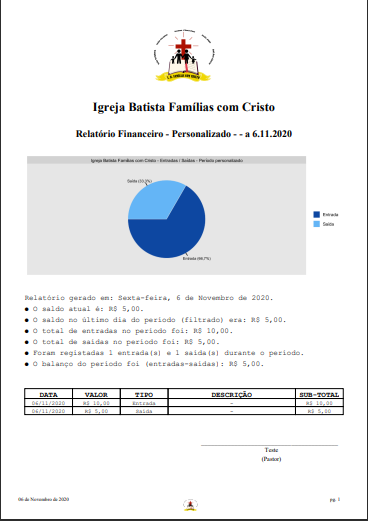 Igreja Batista Famílias com Cristo
Relatório Financeiro - Personalizado - - a 6.11.2020
Igreja Batista Famílias com Cristo - Entradas / Saídas - Período personalizado
Saída (33,3%)
Entrada (66,7%)
Entrada
Saída
Relatório gerado em: Sexta-feira, 6 de Novembro de 2020.
● O saldo atual é: R$ 5,00.
● O saldo no último dia do período (filtrado) era: R$ 5,00.
● O total de entradas no período foi: R$ 10,00.
● O total de saídas no período foi: R$ 5,00.
● Foram registadas 1 entrada(s) e 1 saída(s) durante o período.
● O balanço do período foi (entradas-saídas): R$ 5,00.
DATA VALOR TIPO DESCRIÇÃO SUB-TOTAL
06/11/2020 R$ 10,00 Entrada - R$ 10,00
06/11/2020 R$ 5,00 Saída - R$ 5,00
Teste
(Pastor)
06 de Novembro de 2020 pg. 1